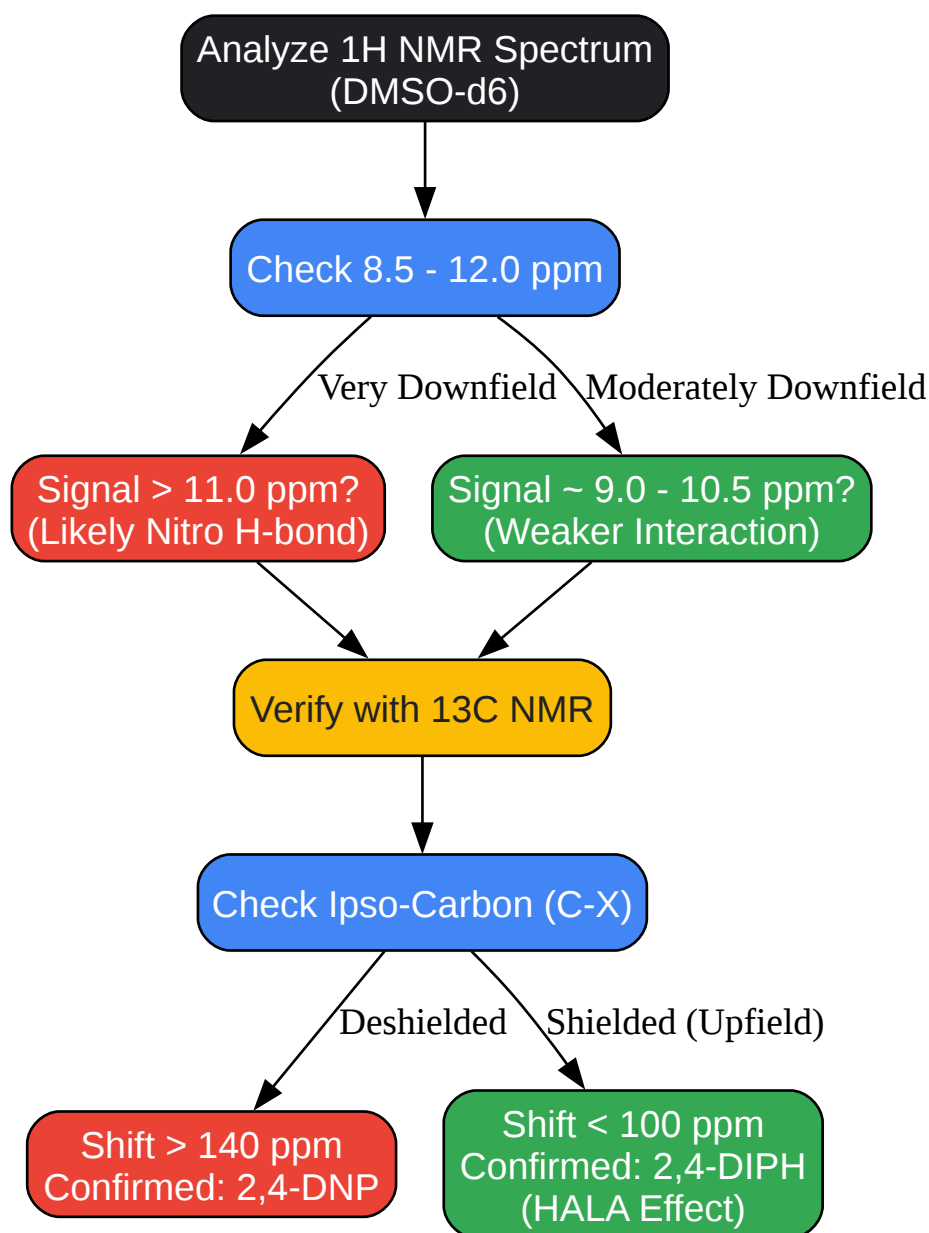 Analyze 1H NMR Spectrum
(DMSO-d6)
Check 8.5 - 12.0 ppm
Very Downfield
Moderately Downfield
Signal > 11.0 ppm?
(Likely Nitro H-bond)
Signal ~ 9.0 - 10.5 ppm?
(Weaker Interaction)
Verify with 13C NMR
Check Ipso-Carbon (C-X)
Deshielded
Shielded (Upfield)
Shift > 140 ppm
Confirmed: 2,4-DNP
Shift < 100 ppm
Confirmed: 2,4-DIPH
(HALA Effect)